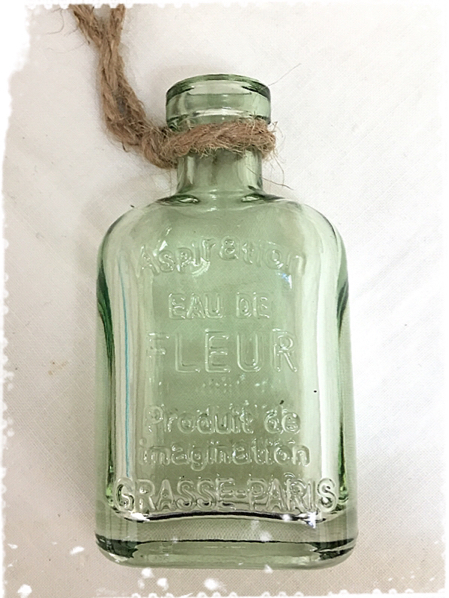 Aspiration
EAU DE
FLEUR
Produit de
imagination
GRASSE-PARIS